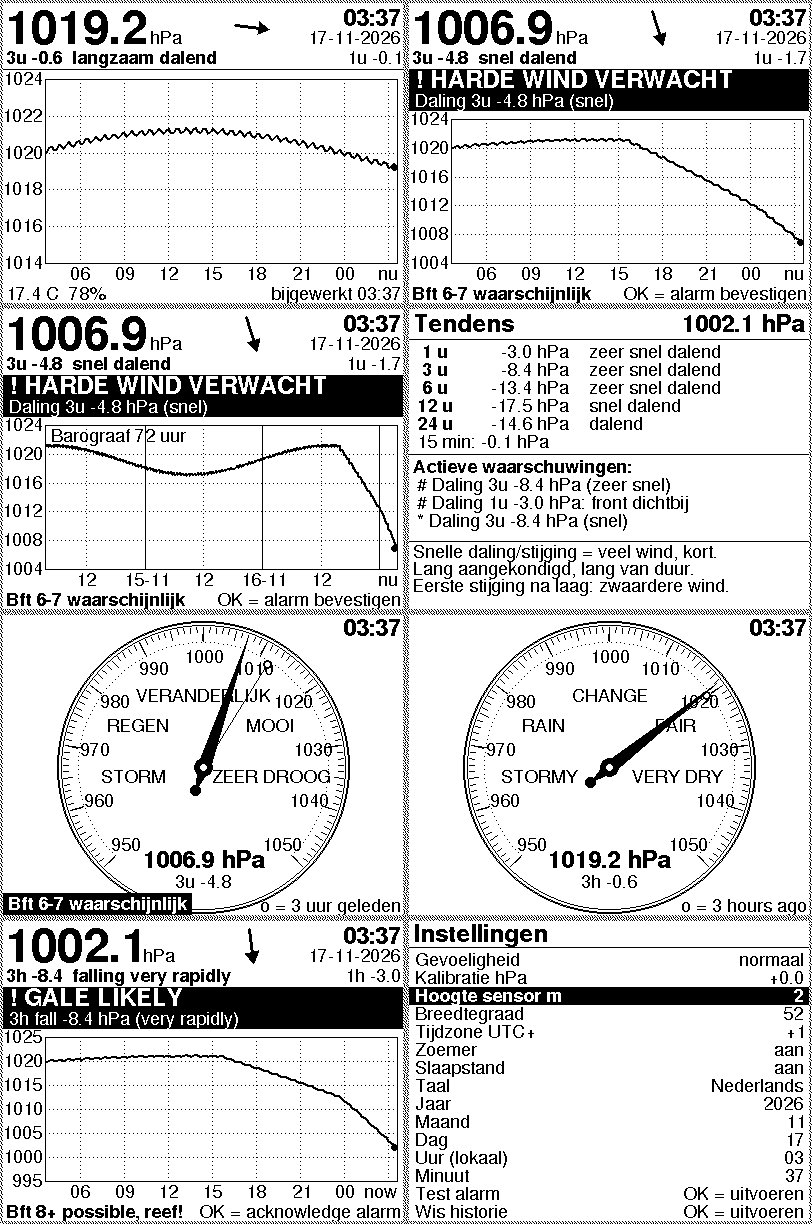 1019.2 hPa 03:37
17-11-2026
3u -0.6 langzaam dalend 1u -0.1
1024
1022
1020
1018
1016
1014
06 09 12 15 18 21 00 nu
17.4 C 78% bijgewerkt 03:37
1006.9 hPa 03:37
17-11-2026
3u -4.8 snel dalend 1u -1.7
! HARDE WIND VERWACHT
Daling 3u -4.8 hPa (snel)
1024
1020
1016
1012
1008
1004
06 09 12 15 18 21 00 nu
Bft 6-7 waarschijnlijk OK = alarm bevestigen
1006.9 hPa 03:37
17-11-2026
3u -4.8 snel dalend 1u -1.7
! HARDE WIND VERWACHT
Daling 3u -4.8 hPa (snel)
1024
Barograaf 72 uur
1020
1016
1012
1008
1004
12 15-11 12 16-11 12 nu
Bft 6-7 waarschijnlijk OK = alarm bevestigen
Tendens 1002.1 hPa
1 u -3.0 hPa zeer snel dalend
3 u -8.4 hPa zeer snel dalend
6 u -13.4 hPa zeer snel dalend
12 u -17.5 hPa snel dalend
24 u -14.6 hPa dalend
15 min: -0.1 hPa
Actieve waarschuwingen:
# Daling 3u -8.4 hPa (zeer snel)
# Daling 1u -3.0 hPa: front dichtbij
* Daling 3u -8.4 hPa (snel)
Snelle daling/stijging = veel wind, kort.
Lang aangekondigd, lang van duur.
Eerste stijging na laag: zwaardere wind.
03:37
1000
990 1010
980 VERANDERLIJK 1020
REGEN MOOI
970 1030
STORM ZEER DROOG
960 1040
950 1050
1006.9 hPa
3u -4.8
Bft 6-7 waarschijnlijk o = 3 uur geleden
03:37
1000
990 1010
980 CHANGE 1020
RAIN FAIR
970 1030
STORMY VERY DRY
960 1040
950 1050
1019.2 hPa
3h -0.6
o = 3 hours ago
1002.1 hPa 03:37
17-11-2026
3h -8.4 falling very rapidly 1h -3.0
! GALE LIKELY
3h fall -8.4 hPa (very rapidly)
1025
1020
1015
1010
1005
1000
995
06 09 12 15 18 21 00 now
Bft 8+ possible, reef! OK = acknowledge alarm
Instellingen
Gevoeligheid normaal
Kalibratie hPa +0.0
Hoogte sensor m 2
Breedtegraad 52
Tijdzone UTC+ +1
Zoemer aan
Slaapstand aan
Taal Nederlands
Jaar 2026
Maand 11
Dag 17
Uur (lokaal) 03
Minuut 37
Test alarm OK = uitvoeren
Wis historie OK = uitvoeren